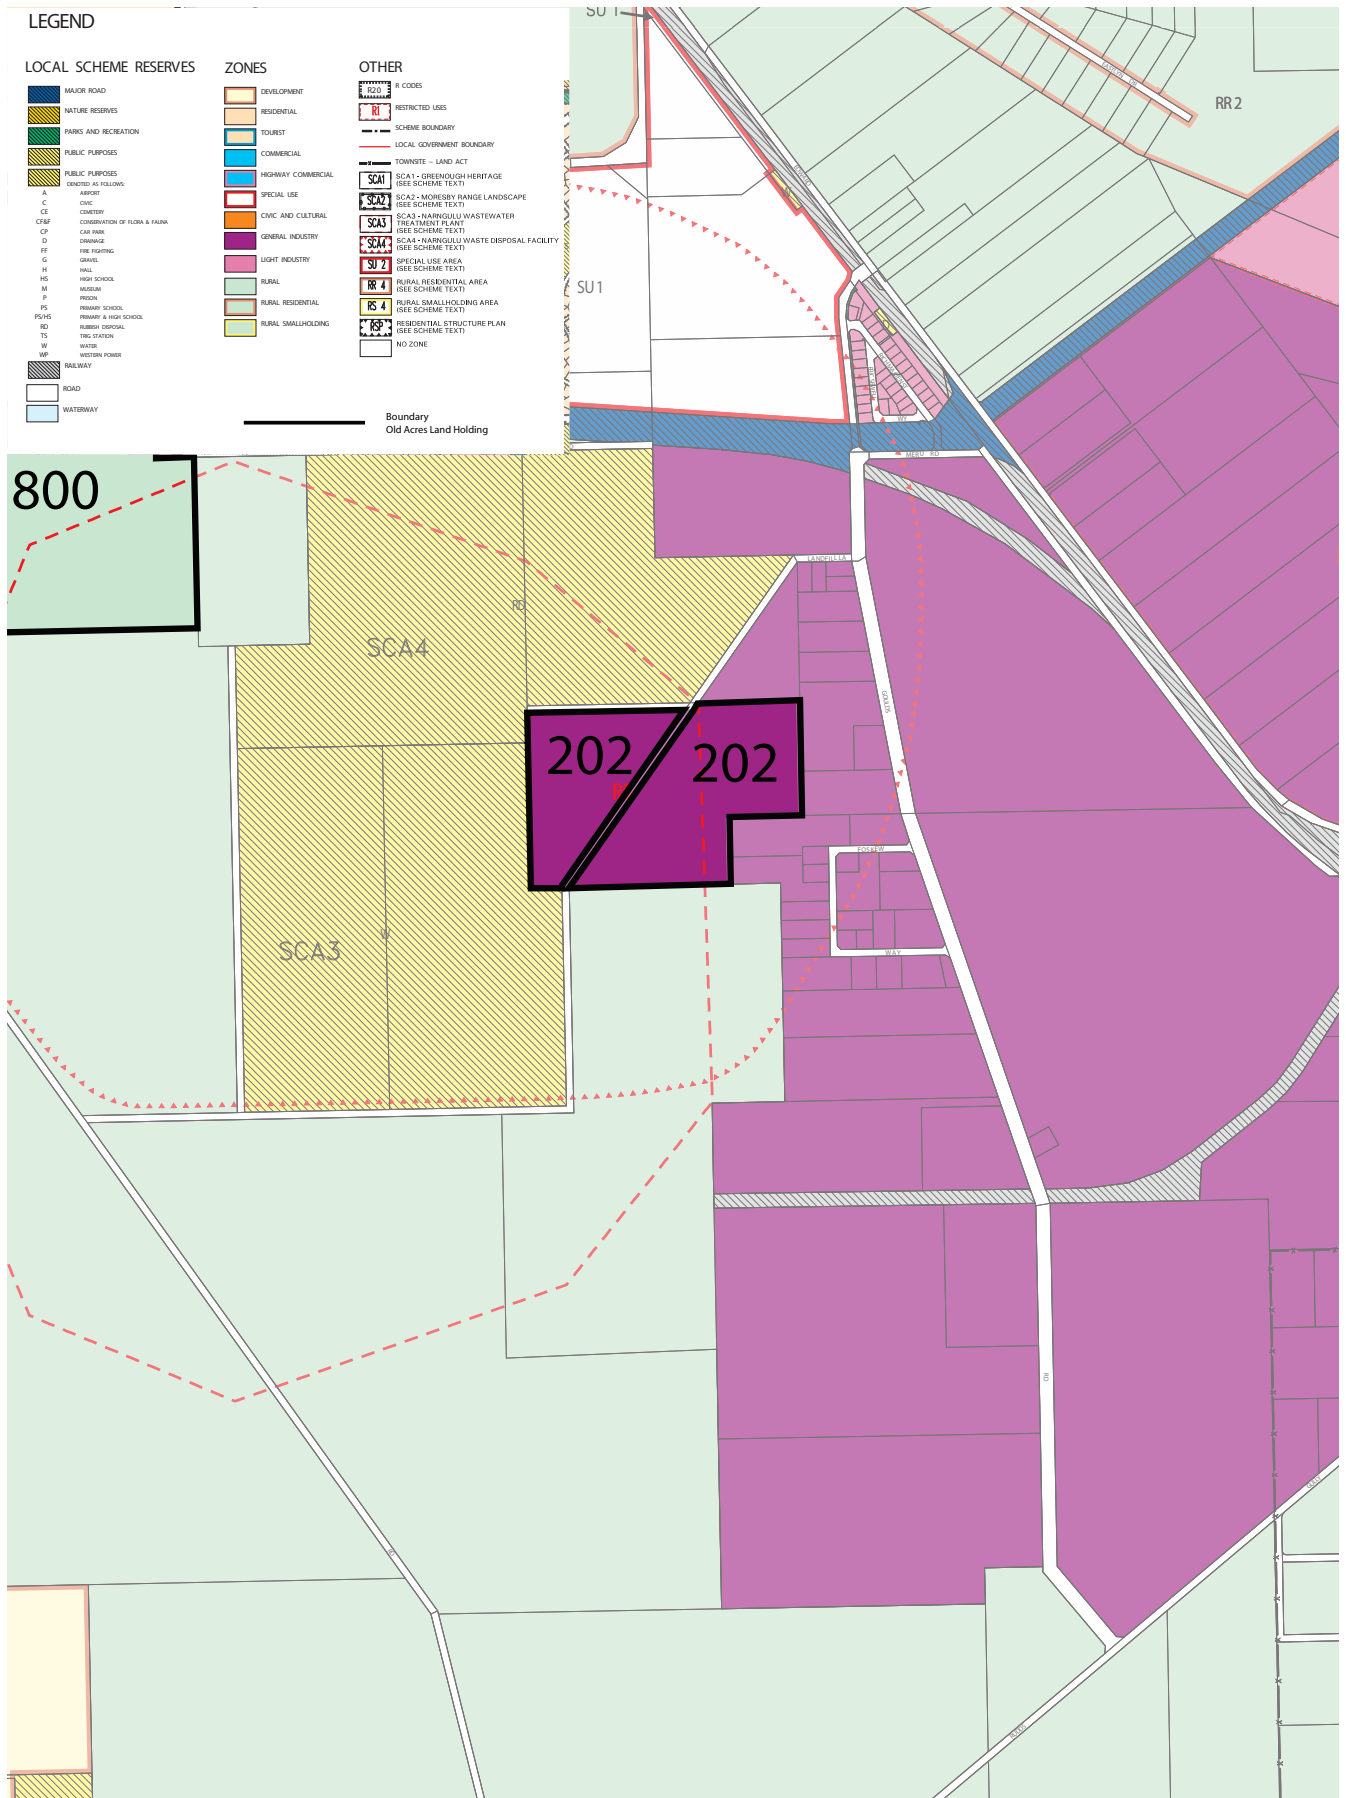 LEGEND
LOCAL SCHEME RESERVES
MAJOR ROAD
NATURE RESERVES
PARKS AND RECREATION
PUBLIC PURPOSES
PUBLIC PURPOSES
DENOTED AS FOLLOWS:
A AIRPORT
C CIVIC
CE CEMETERY
CF&F CONSERVATION OF FLORA & FAUNA
CP CAR PARK
D DRAINAGE
FF FIRE FIGHTING
G GRAVEL
H HALL
HS HIGH SCHOOL
M MUSEUM
P PRISON
PS PRIMARY SCHOOL
PS/HS PRIMARY & HIGH SCHOOL
RD RUBBISH DISPOSAL
TS TRIG STATION
W WATER
WP WESTERN POWER
RAILWAY
ROAD
WATERWAY
ZONES
DEVELOPMENT
RESIDENTIAL
TOURIST
COMMERCIAL
HIGHWAY COMMERCIAL
SPECIAL USE
CIVIC AND CULTURAL
GENERAL INDUSTRY
LIGHT INDUSTRY
RURAL
RURAL RESIDENTIAL
RURAL SMALLHOLDING
OTHER
R20 R CODES
R1 RESTRICTED USES
SCHEME BOUNDARY
LOCAL GOVERNMENT BOUNDARY
TOWNSITE - LAND ACT
SCA1 SCA1 - GREENOUGH HERITAGE
(SEE SCHEME TEXT)
SCA2 SCA2 - MORESBY RANGE LANDSCAPE
(SEE SCHEME TEXT)
SCA3 SCA3 - NARNGULU WASTEWATER
TREATMENT PLANT
(SEE SCHEME TEXT)
SCA4 SCA4 - NARNGULU WASTE DISPOSAL FACILITY
(SEE SCHEME TEXT)
SU 2 SPECIAL USE AREA
(SEE SCHEME TEXT)
RR 4 RURAL RESIDENTIAL AREA
(SEE SCHEME TEXT)
RS 4 RURAL SMALLHOLDING AREA
(SEE SCHEME TEXT)
RSP RESIDENTIAL STRUCTURE PLAN
(SEE SCHEME TEXT)
NO ZONE
Boundary
Old Acres Land Holding
SU 1
RR 2
SU 1
WY
MERU RD
800
LANDFILL LA
RD
SCA4
GOULDS
202
202
FOSKEW
WAY
SCA3
W
RD
RD